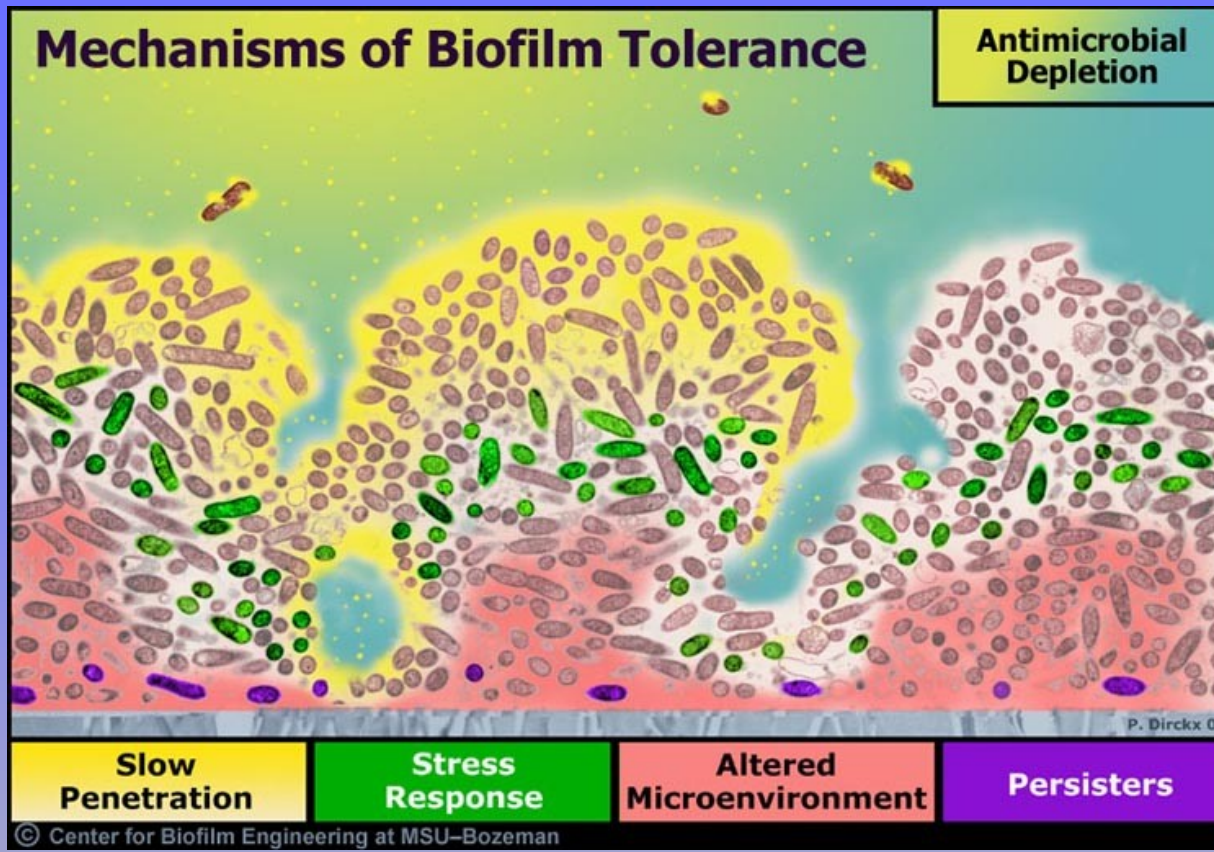 Mechanisms of Biofilm Tolerance
Antimicrobial
Depletion
P. Dirckx
Slow
Penetration
Stress
Response
Altered
Microenvironment
Persisters
© Center for Biofilm Engineering at MSU–Bozeman